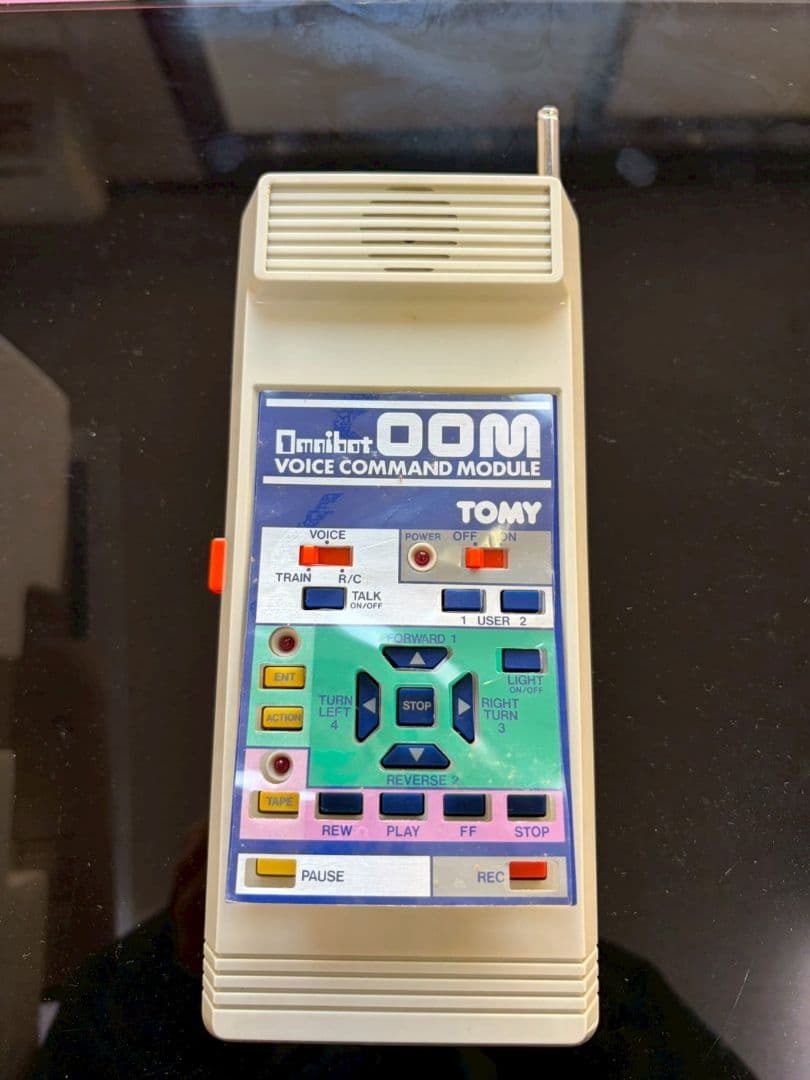 Omnibot OOM
VOICE COMMAND MODULE
TOMY
VOICE
TRAIN R/C
POWER OFF ON
TALK
ON/OFF
1 USER 2
FORWARD 1
ENT
ACTION
TURN
LEFT
4
STOP
RIGHT
TURN
3
LIGHT
ON/OFF
REVERSE 2
TAPE
REW PLAY FF STOP
PAUSE
REC